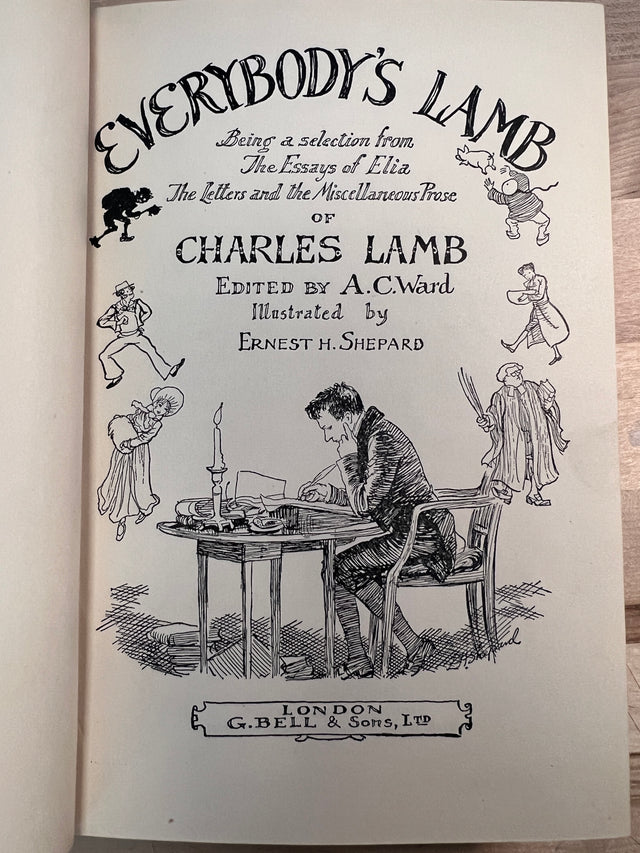 EVERYBODY'S LAMB
Being a selection from
The Essays of Elia
The Letters and the Miscellaneous Prose
OF
CHARLES LAMB
EDITED BY A.C. Ward
Illustrated by
ERNEST H. SHEPARD
LONDON
G. BELL & Sons, LTD